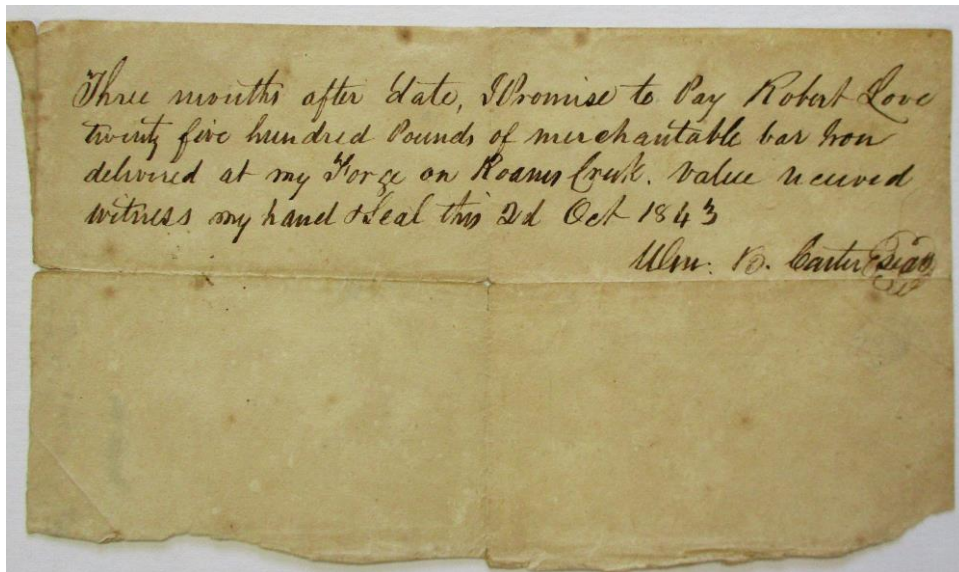 Three months after date, I Promise to Pay Robert Love
twenty five hundred Pounds of merchantable bar Iron
delivered at my Forge on Roans Creek. Value received
witness my hand & Seal this 2d Oct 1843
Wm. B. Carter (Seal)